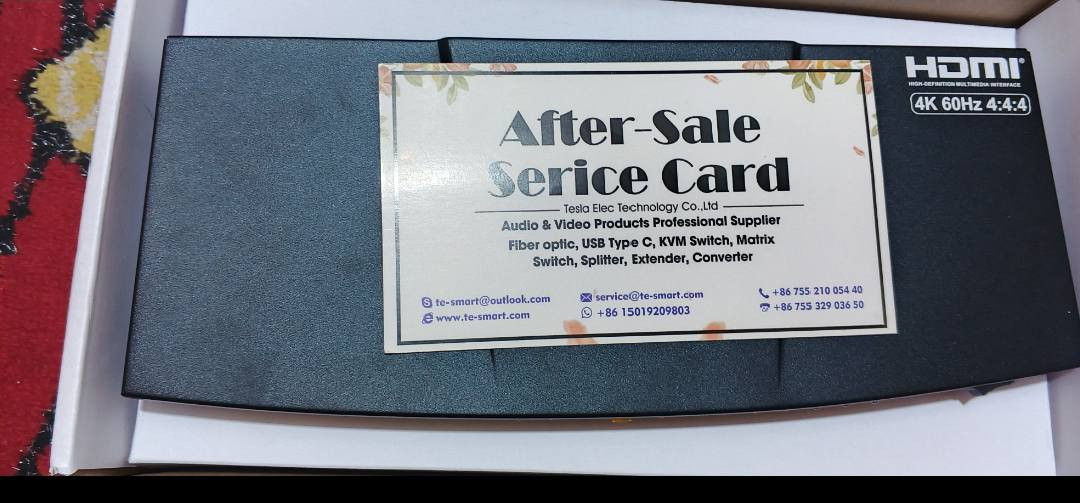 HDMI®
HIGH-DEFINITION MULTIMEDIA INTERFACE
4K 60Hz 4:4:4
After-Sale
Serice Card
Tesla Elec Technology Co.,Ltd
Audio & Video Products Professional Supplier
Fiber optic, USB Type C, KVM Switch, Matrix
Switch, Splitter, Extender, Converter
te-smart@outlook.com
www.te-smart.com
service@te-smart.com
+86 15019209803
+86 755 210 054 40
+86 755 329 036 50